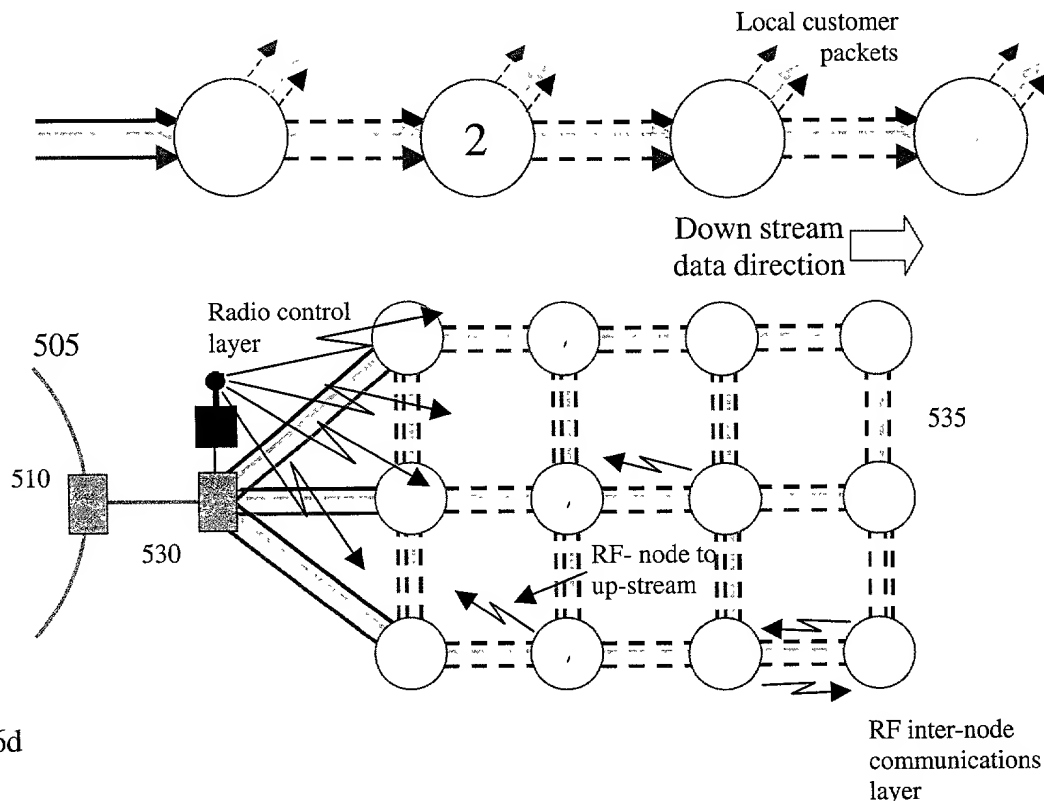 Local customer
packets
2
Down stream
data direction
Radio control
layer
505
535
510
530
RF- node to
up-stream
RF inter-node
communications
layer
6d